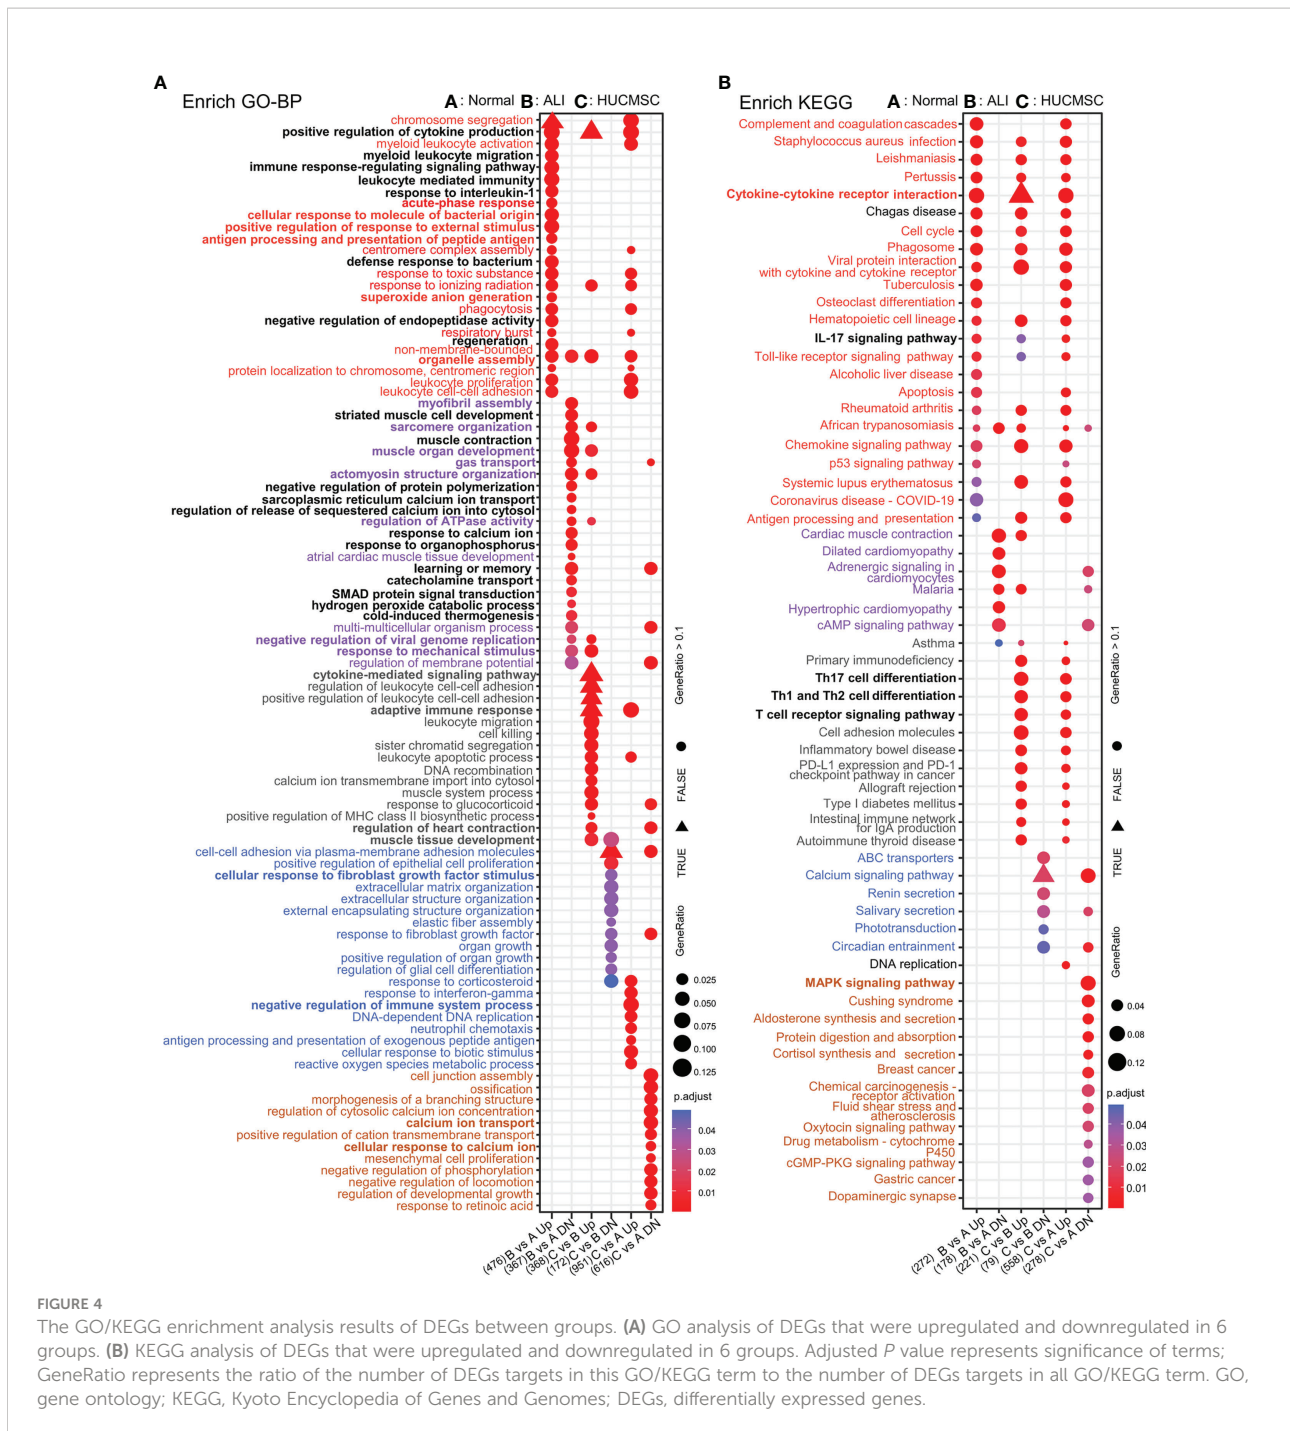 A
Enrich GO-BP
A : Normal B : ALI C : HUCMSC
chromosome segregation
positive regulation of cytokine production
myeloid leukocyte activation
myeloid leukocyte migration
immune response-regulating signaling pathway
leukocyte mediated immunity
response to interleukin-1
acute-phase response
cellular response to molecule of bacterial origin
positive regulation of response to external stimulus
antigen processing and presentation of peptide antigen
centromere complex assembly
defense response to bacterium
response to toxic substance
response to ionizing radiation
superoxide anion generation
phagocytosis
negative regulation of endopeptidase activity
respiratory burst
regeneration
non-membrane-bounded
organelle assembly
protein localization to chromosome, centromeric region
leukocyte proliferation
leukocyte cell-cell adhesion
myofibril assembly
striated muscle cell development
sarcomere organization
muscle contraction
muscle organ development
gas transport
actomyosin structure organization
negative regulation of protein polymerization
sarcoplasmic reticulum calcium ion transport
regulation of release of sequestered calcium ion into cytosol
regulation of ATPase activity
response to calcium ion
response to organophosphorus
atrial cardiac muscle tissue development
learning or memory
catecholamine transport
SMAD protein signal transduction
hydrogen peroxide catabolic process
cold-induced thermogenesis
multi-multicellular organism process
negative regulation of viral genome replication
response to mechanical stimulus
regulation of membrane potential
cytokine-mediated signaling pathway
regulation of leukocyte cell-cell adhesion
positive regulation of leukocyte cell-cell adhesion
adaptive immune response
leukocyte migration
cell killing
sister chromatid segregation
leukocyte apoptotic process
DNA recombination
calcium ion transmembrane import into cytosol
muscle system process
response to glucocorticoid
positive regulation of MHC class II biosynthetic process
regulation of heart contraction
muscle tissue development
cell-cell adhesion via plasma-membrane adhesion molecules
positive regulation of epithelial cell proliferation
cellular response to fibroblast growth factor stimulus
extracellular matrix organization
extracellular structure organization
external encapsulating structure organization
elastic fiber assembly
response to fibroblast growth factor
organ growth
positive regulation of organ growth
regulation of glial cell differentiation
response to corticosteroid
response to interferon-gamma
negative regulation of immune system process
DNA-dependent DNA replication
neutrophil chemotaxis
antigen processing and presentation of exogenous peptide antigen
cellular response to biotic stimulus
reactive oxygen species metabolic process
cell junction assembly
ossification
morphogenesis of a branching structure
regulation of cytosolic calcium ion concentration
calcium ion transport
positive regulation of cation transmembrane transport
cellular response to calcium ion
mesenchymal cell proliferation
negative regulation of phosphorylation
negative regulation of locomotion
regulation of developmental growth
response to retinoic acid
(476)B vs A Up
(367)B vs A DN
(368)C vs B Up
(172)C vs B DN
(951)C vs A Up
(616)C vs A DN
GeneRatio > 0.1
FALSE
TRUE
GeneRatio
0.025
0.050
0.075
0.100
0.125
p.adjust
0.04
0.03
0.02
0.01
B
Enrich KEGG
A : Normal B : ALI C : HUCMSC
Complement and coagulation cascades
Staphylococcus aureus infection
Leishmaniasis
Pertussis
Cytokine-cytokine receptor interaction
Chagas disease
Cell cycle
Phagosome
Viral protein interaction
with cytokine and cytokine receptor
Tuberculosis
Osteoclast differentiation
Hematopoietic cell lineage
IL-17 signaling pathway
Toll-like receptor signaling pathway
Alcoholic liver disease
Apoptosis
Rheumatoid arthritis
African trypanosomiasis
Chemokine signaling pathway
p53 signaling pathway
Systemic lupus erythematosus
Coronavirus disease - COVID-19
Antigen processing and presentation
Cardiac muscle contraction
Dilated cardiomyopathy
Adrenergic signaling in
cardiomyocytes
Malaria
Hypertrophic cardiomyopathy
cAMP signaling pathway
Asthma
Primary immunodeficiency
Th17 cell differentiation
Th1 and Th2 cell differentiation
T cell receptor signaling pathway
Cell adhesion molecules
Inflammatory bowel disease
PD-L1 expression and PD-1
checkpoint pathway in cancer
Allograft rejection
Type I diabetes mellitus
Intestinal immune network
for IgA production
Autoimmune thyroid disease
ABC transporters
Calcium signaling pathway
Renin secretion
Salivary secretion
Phototransduction
Circadian entrainment
DNA replication
MAPK signaling pathway
Cushing syndrome
Aldosterone synthesis and secretion
Protein digestion and absorption
Cortisol synthesis and secretion
Breast cancer
Chemical carcinogenesis -
receptor activation
Fluid shear stress and
atherosclerosis
Oxytocin signaling pathway
Drug metabolism - cytochrome
P450
cGMP-PKG signaling pathway
Gastric cancer
Dopaminergic synapse
(272) B vs A Up
(178) B vs A DN
(221) C vs B Up
(79) C vs B DN
(558) C vs A Up
(278) C vs A DN
GeneRatio > 0.1
FALSE
TRUE
GeneRatio
0.04
0.08
0.12
p.adjust
0.04
0.03
0.02
0.01
FIGURE 4
The GO/KEGG enrichment analysis results of DEGs between groups. (A) GO analysis of DEGs that were upregulated and downregulated in 6
groups. (B) KEGG analysis of DEGs that were upregulated and downregulated in 6 groups. Adjusted P value represents significance of terms;
GeneRatio represents the ratio of the number of DEGs targets in this GO/KEGG term to the number of DEGs targets in all GO/KEGG term. GO,
gene ontology; KEGG, Kyoto Encyclopedia of Genes and Genomes; DEGs, differentially expressed genes.